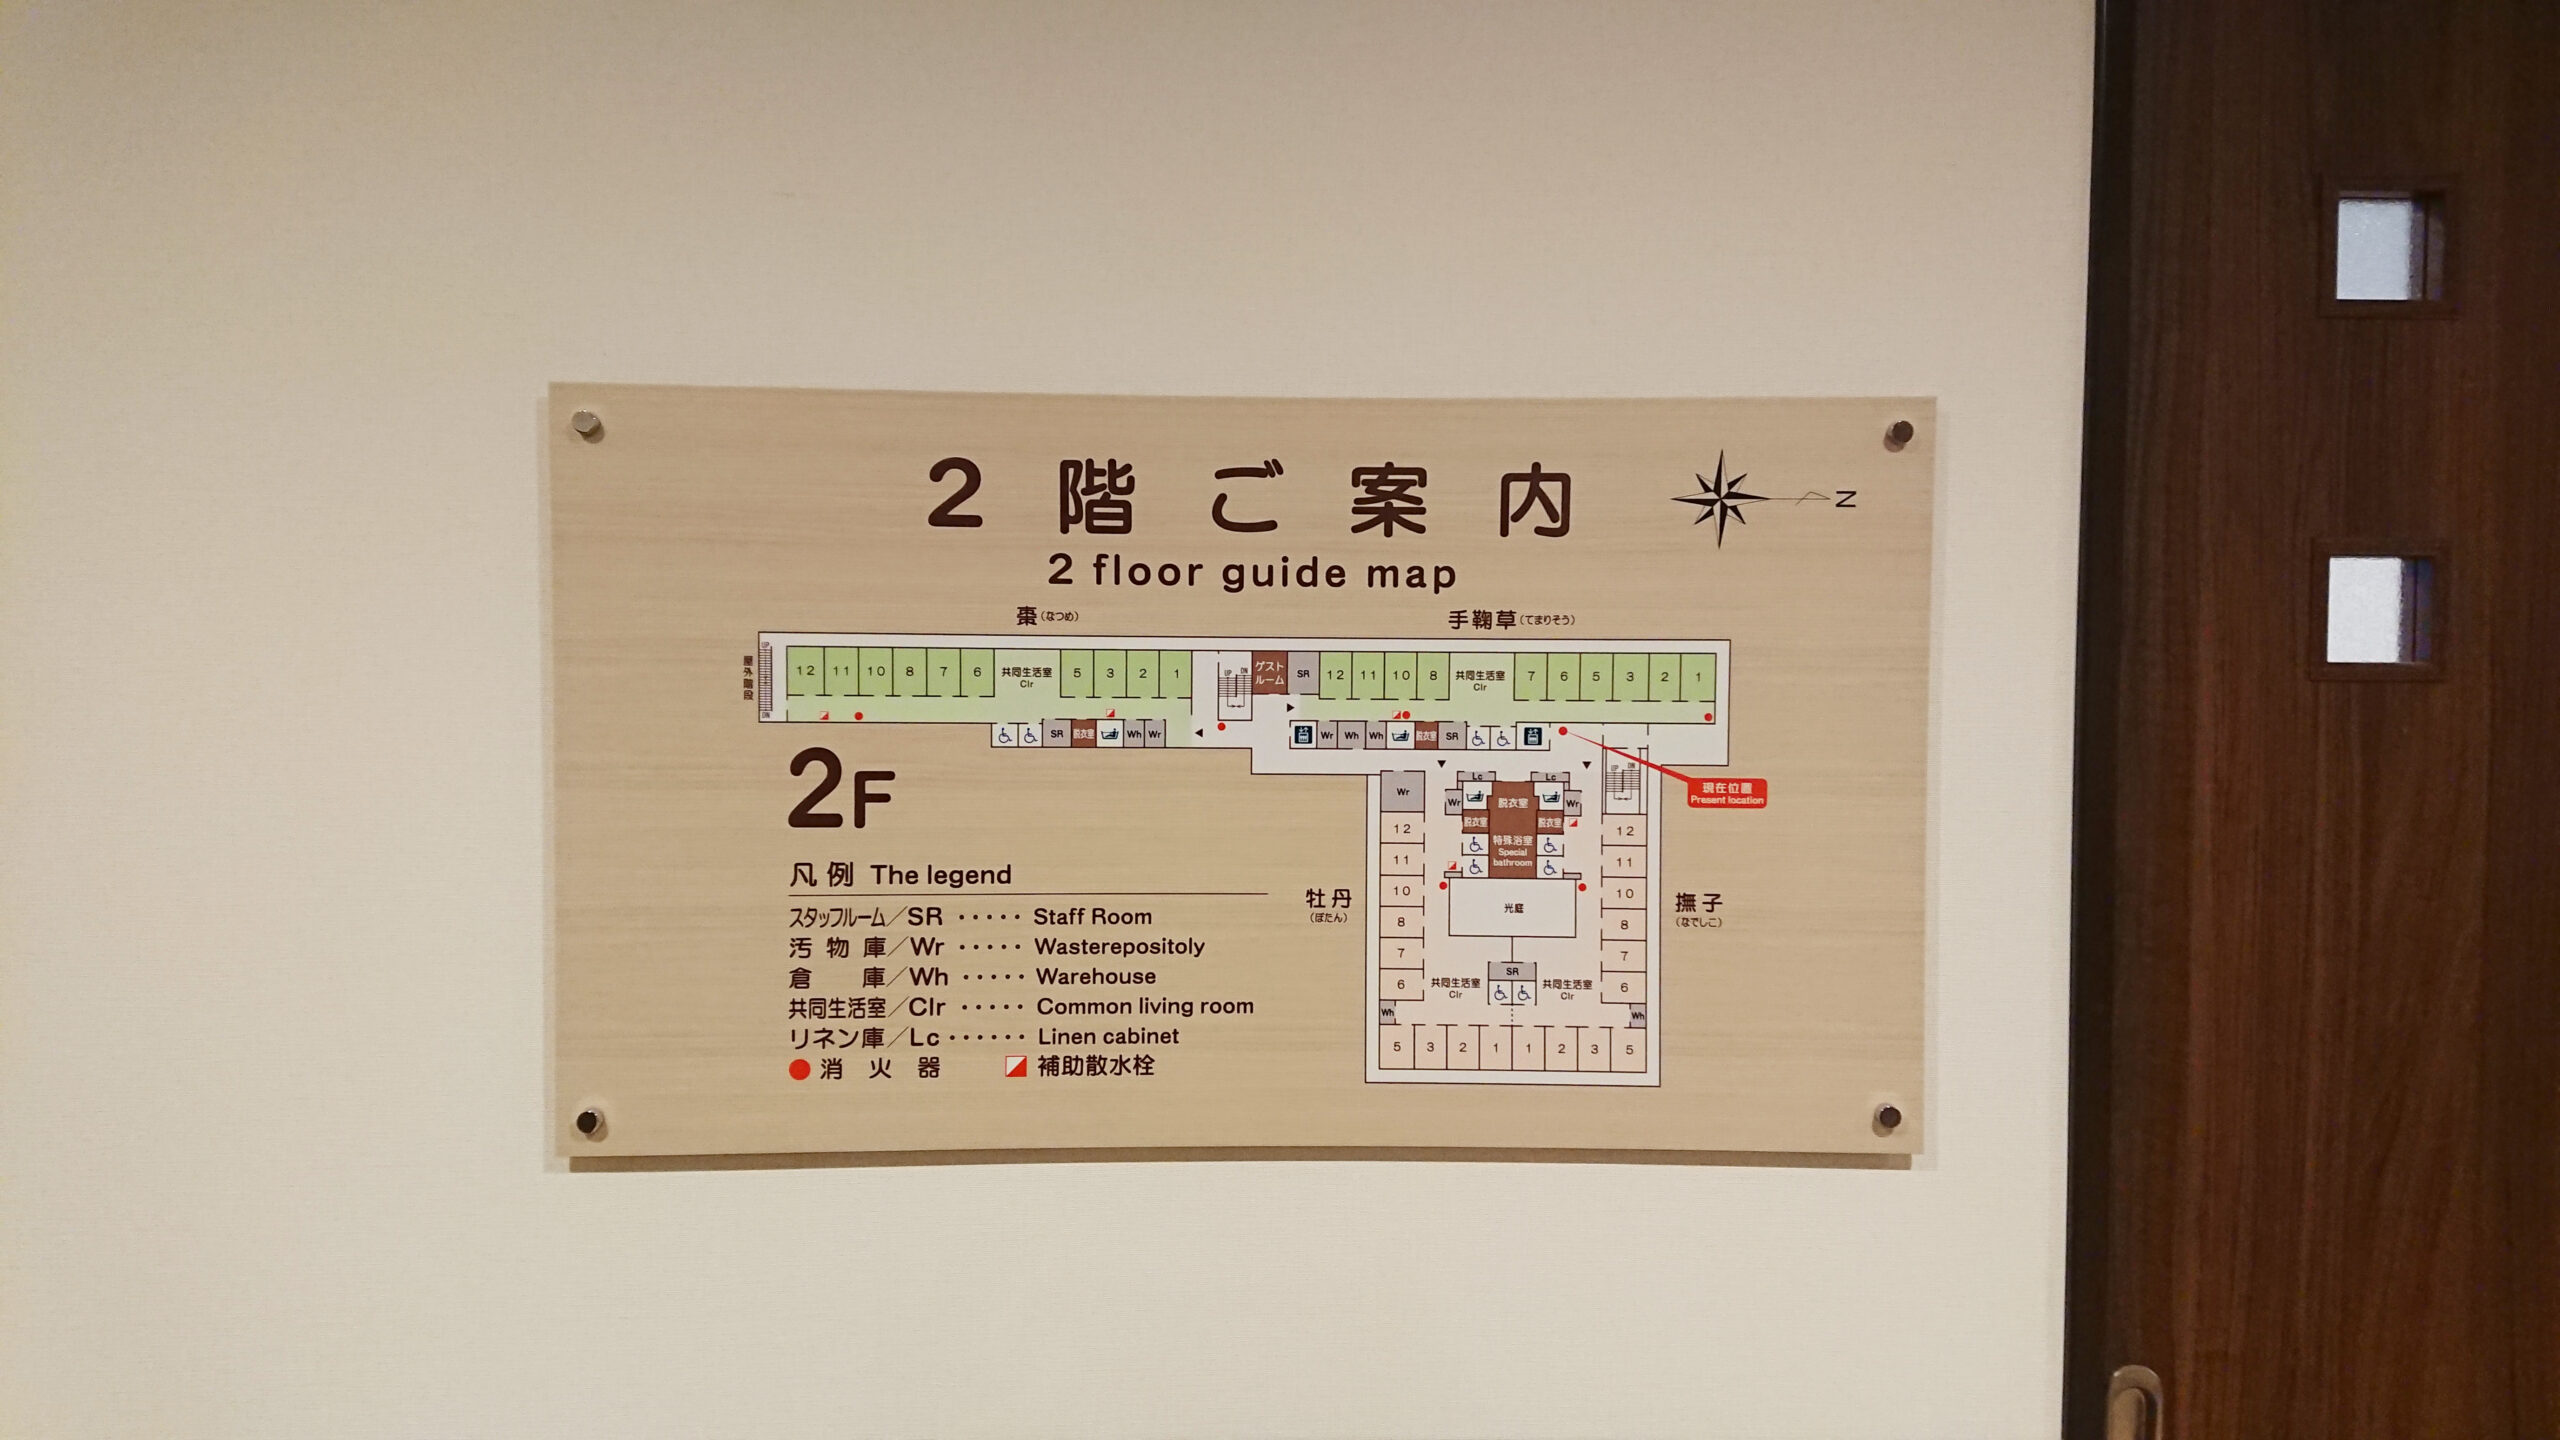 2階ご案内
N
2 floor guide map
棗(なつめ)
手鞠草(てまりそう)
屋外階段
UP
DN
12 11 10 8 7 6 共同生活室 Clr 5 3 2 1
UP DN
ゲストルーム
SR
12 11 10 8 共同生活室 Clr 7 6 5 3 2 1
SR 脱衣室 Wh Wr
Wr Wh Wh 脱衣室 SR
現在位置
Present location
UP DN
Lc Lc
Wr
Wr 脱衣室 Wr
脱衣室 脱衣室
特殊浴室
Special
bathroom
光庭
12
11
10
8
7
6
Wh
12
11
10
8
7
6
Wh
牡丹
(ぼたん)
撫子
(なでしこ)
共同生活室
Clr
SR
共同生活室
Clr
5 3 2 1 1 2 3 5
2F
凡例 The legend
スタッフルーム/SR ····· Staff Room
汚物庫/Wr ····· Wasterepositoly
倉庫/Wh ····· Warehouse
共同生活室/Clr ····· Common living room
リネン庫/Lc ······ Linen cabinet
消火器 補助散水栓